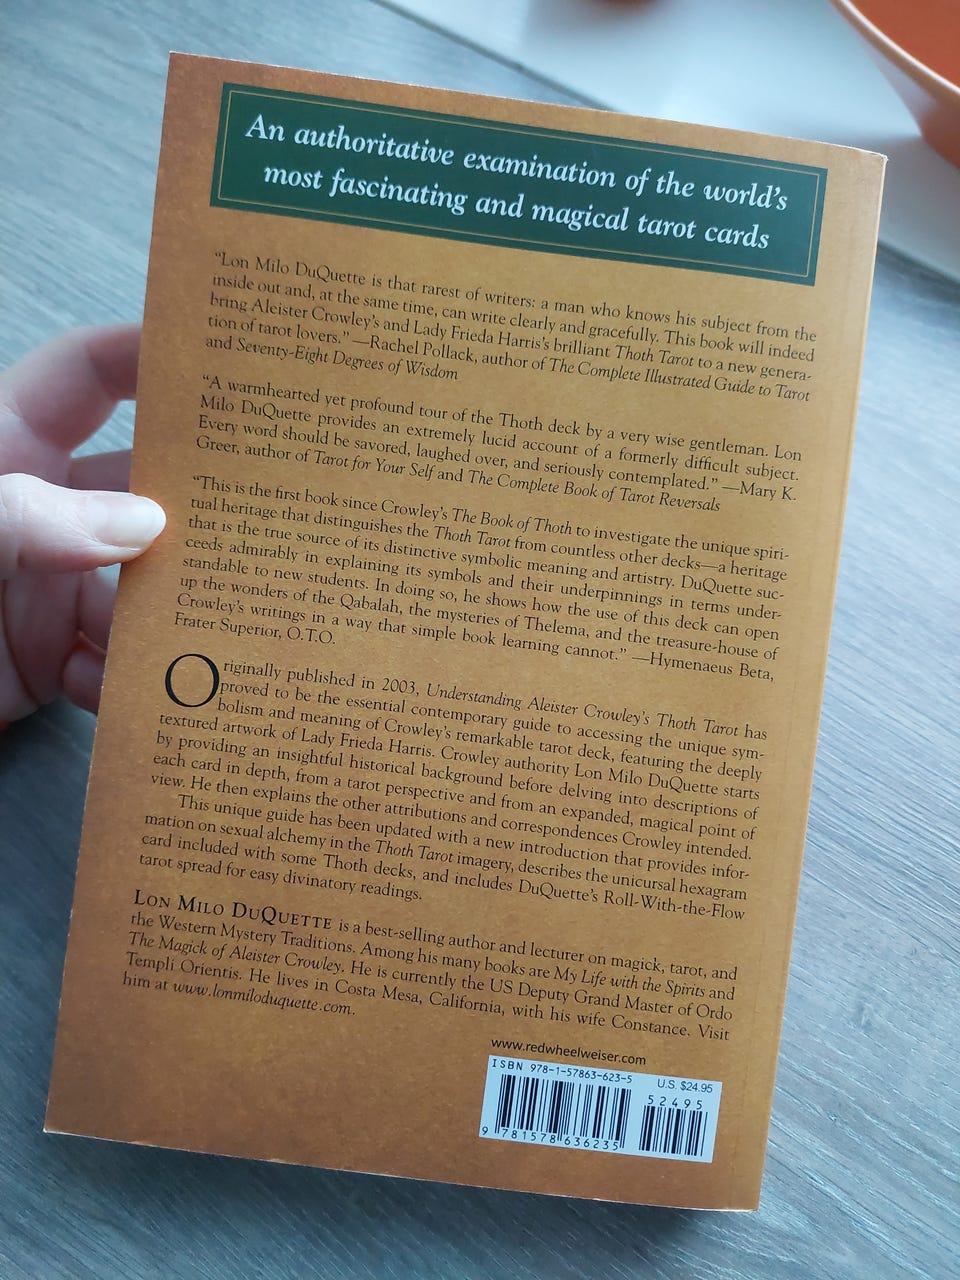 An authoritative examination of the world's
most fascinating and magical tarot cards
“Lon Milo DuQuette is that rarest of writers: a man who knows his subject from the
inside out and, at the same time, can write clearly and gracefully. This book will indeed
bring Aleister Crowley's and Lady Frieda Harris's brilliant Thoth Tarot to a new genera-
tion of tarot lovers.” —Rachel Pollack, author of The Complete Illustrated Guide to Tarot
and Seventy-Eight Degrees of Wisdom
“A warmhearted yet profound tour of the Thoth deck by a very wise gentleman. Lon
Milo DuQuette provides an extremely lucid account of a formerly difficult subject.
Every word should be savored, laughed over, and seriously contemplated.” —Mary K.
Greer, author of Tarot for Your Self and The Complete Book of Tarot Reversals
“This is the first book since Crowley's The Book of Thoth to investigate the unique spiri-
tual heritage that distinguishes the Thoth Tarot from countless other decks—a heritage
that is the true source of its distinctive symbolic meaning and artistry. DuQuette suc-
ceeds admirably in explaining its symbols and their underpinnings in terms under-
standable to new students. In doing so, he shows how the use of this deck can open
up the wonders of the Qabalah, the mysteries of Thelema, and the treasure-house of
Crowley's writings in a way that simple book learning cannot.” —Hymenaeus Beta,
Frater Superior, O.T.O.
Originally published in 2003, Understanding Aleister Crowley's Thoth Tarot has
proved to be the essential contemporary guide to accessing the unique sym-
bolism and meaning of Crowley's remarkable tarot deck, featuring the deeply
textured artwork of Lady Frieda Harris. Crowley authority Lon Milo DuQuette starts
by providing an insightful historical background before delving into descriptions of
each card in depth, from a tarot perspective and from an expanded, magical point of
view. He then explains the other attributions and correspondences Crowley intended.
This unique guide has been updated with a new introduction that provides infor-
mation on sexual alchemy in the Thoth Tarot imagery, describes the unicursal hexagram
card included with some Thoth decks, and includes DuQuette's Roll-With-the-Flow
tarot spread for easy divinatory readings.
LON MILO DUQUETTE is a best-selling author and lecturer on magick, tarot, and
the Western Mystery Traditions. Among his many books are My Life with the Spirits and
The Magick of Aleister Crowley. He is currently the US Deputy Grand Master of Ordo
Templi Orientis. He lives in Costa Mesa, California, with his wife Constance. Visit
him at www.lonmiloduquette.com.
www.redwheelweiser.com
ISBN 978-1-57863-623-5 U.S. $24.95
52495
9 781578 636235